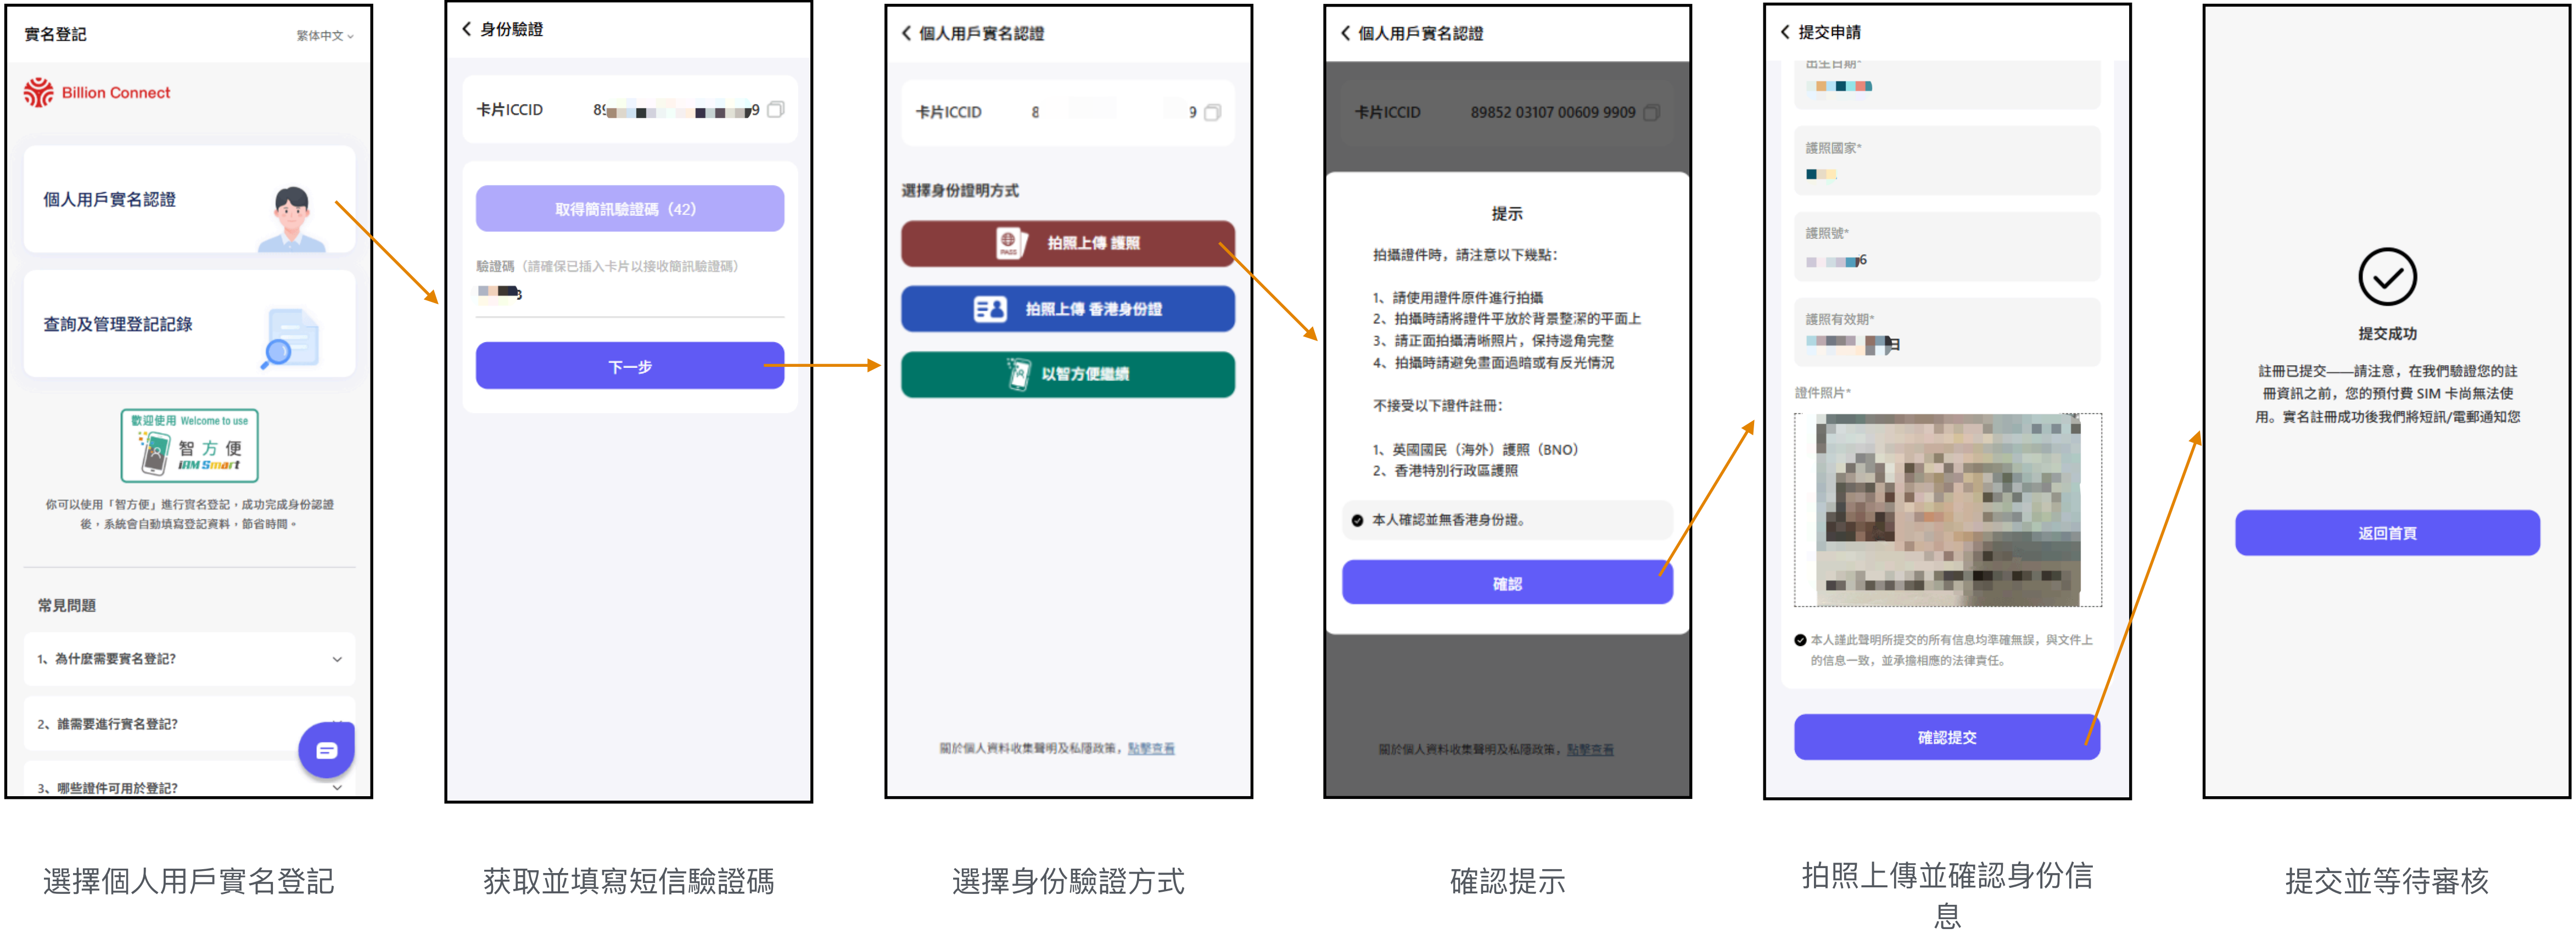 實名登記
繁体中文
Billion Connect
個人用戶實名認證
查詢及管理登記記錄
歡迎使用 Welcome to use
智方便
iAM Smart
你可以使用「智方便」進行實名登記，成功完成身份認證
後，系統會自動填寫登記資料，節省時間。
常見問題
1、為什麼需要實名登記?
2、誰需要進行實名登記?
3、哪些證件可用於登記?
選擇個人用戶實名登記
身份驗證
卡片ICCID 89 9
取得簡訊驗證碼（42）
驗證碼（請確保已插入卡片以接收簡訊驗證碼）
3
下一步
获取並填寫短信驗證碼
個人用戶實名認證
卡片ICCID 8 9
選擇身份證明方式
PASS
拍照上傳 護照
拍照上傳 香港身份證
以智方便繼續
關於個人資料收集聲明及私隱政策，點擊查看
選擇身份驗證方式
個人用戶實名認證
卡片ICCID 89852 03107 00609 9909
提示
拍攝證件時，請注意以下幾點：
1、請使用證件原件進行拍攝
2、拍攝時請將證件平放於背景整潔的平面上
3、請正面拍攝清晰照片，保持邊角完整
4、拍攝時請避免畫面過暗或有反光情況
不接受以下證件註冊：
1、英國國民（海外）護照（BNO）
2、香港特別行政區護照
本人確認並無香港身份證。
確認
關於個人資料收集聲明及私隱政策，點擊查看
確認提示
提交申請
出生日期*
護照國家*
護照號*
6
護照有效期*
日
證件照片*
本人謹此聲明所提交的所有信息均準確無誤，與文件上
的信息一致，並承擔相應的法律責任。
確認提交
拍照上傳並確認身份信
息
提交成功
註冊已提交——請注意，在我們驗證您的註
冊資訊之前，您的預付費 SIM 卡尚無法使
用。實名註冊成功後我們將短訊/電郵通知您
返回首頁
提交並等待審核